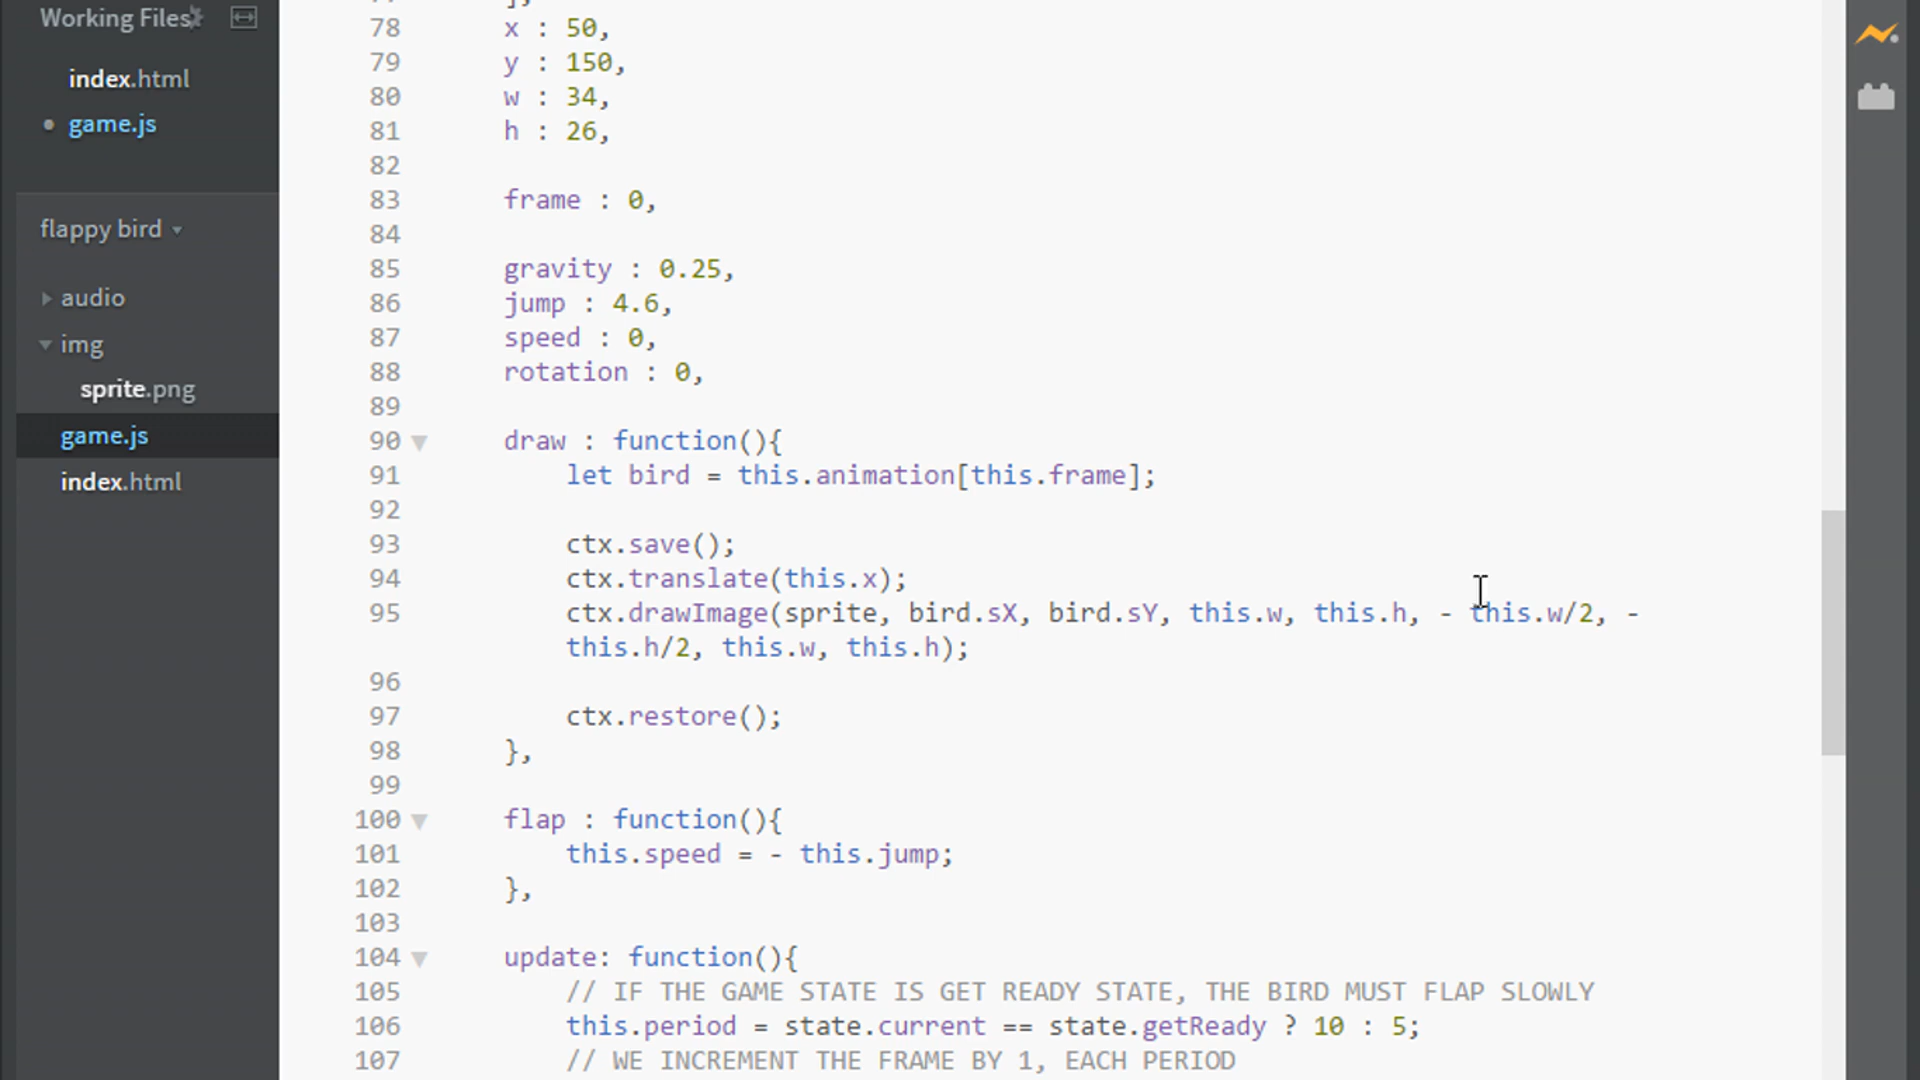 Working Files
index.html
game.js
flappy bird
audio
img
sprite.png
game.js
index.html
78 x : 50,
79 y : 150,
80 w : 34,
81 h : 26,
82
83 frame : 0,
84
85 gravity : 0.25,
86 jump : 4.6,
87 speed : 0,
88 rotation : 0,
89
90 draw : function(){
91 let bird = this.animation[this.frame];
92
93 ctx.save();
94 ctx.translate(this.x);
95 ctx.drawImage(sprite, bird.sX, bird.sY, this.w, this.h, - this.w/2, -
this.h/2, this.w, this.h);
96
97 ctx.restore();
98 },
99
100 flap : function(){
101 this.speed = - this.jump;
102 },
103
104 update: function(){
105 // IF THE GAME STATE IS GET READY STATE, THE BIRD MUST FLAP SLOWLY
106 this.period = state.current == state.getReady ? 10 : 5;
107 // WE INCREMENT THE FRAME BY 1, EACH PERIOD